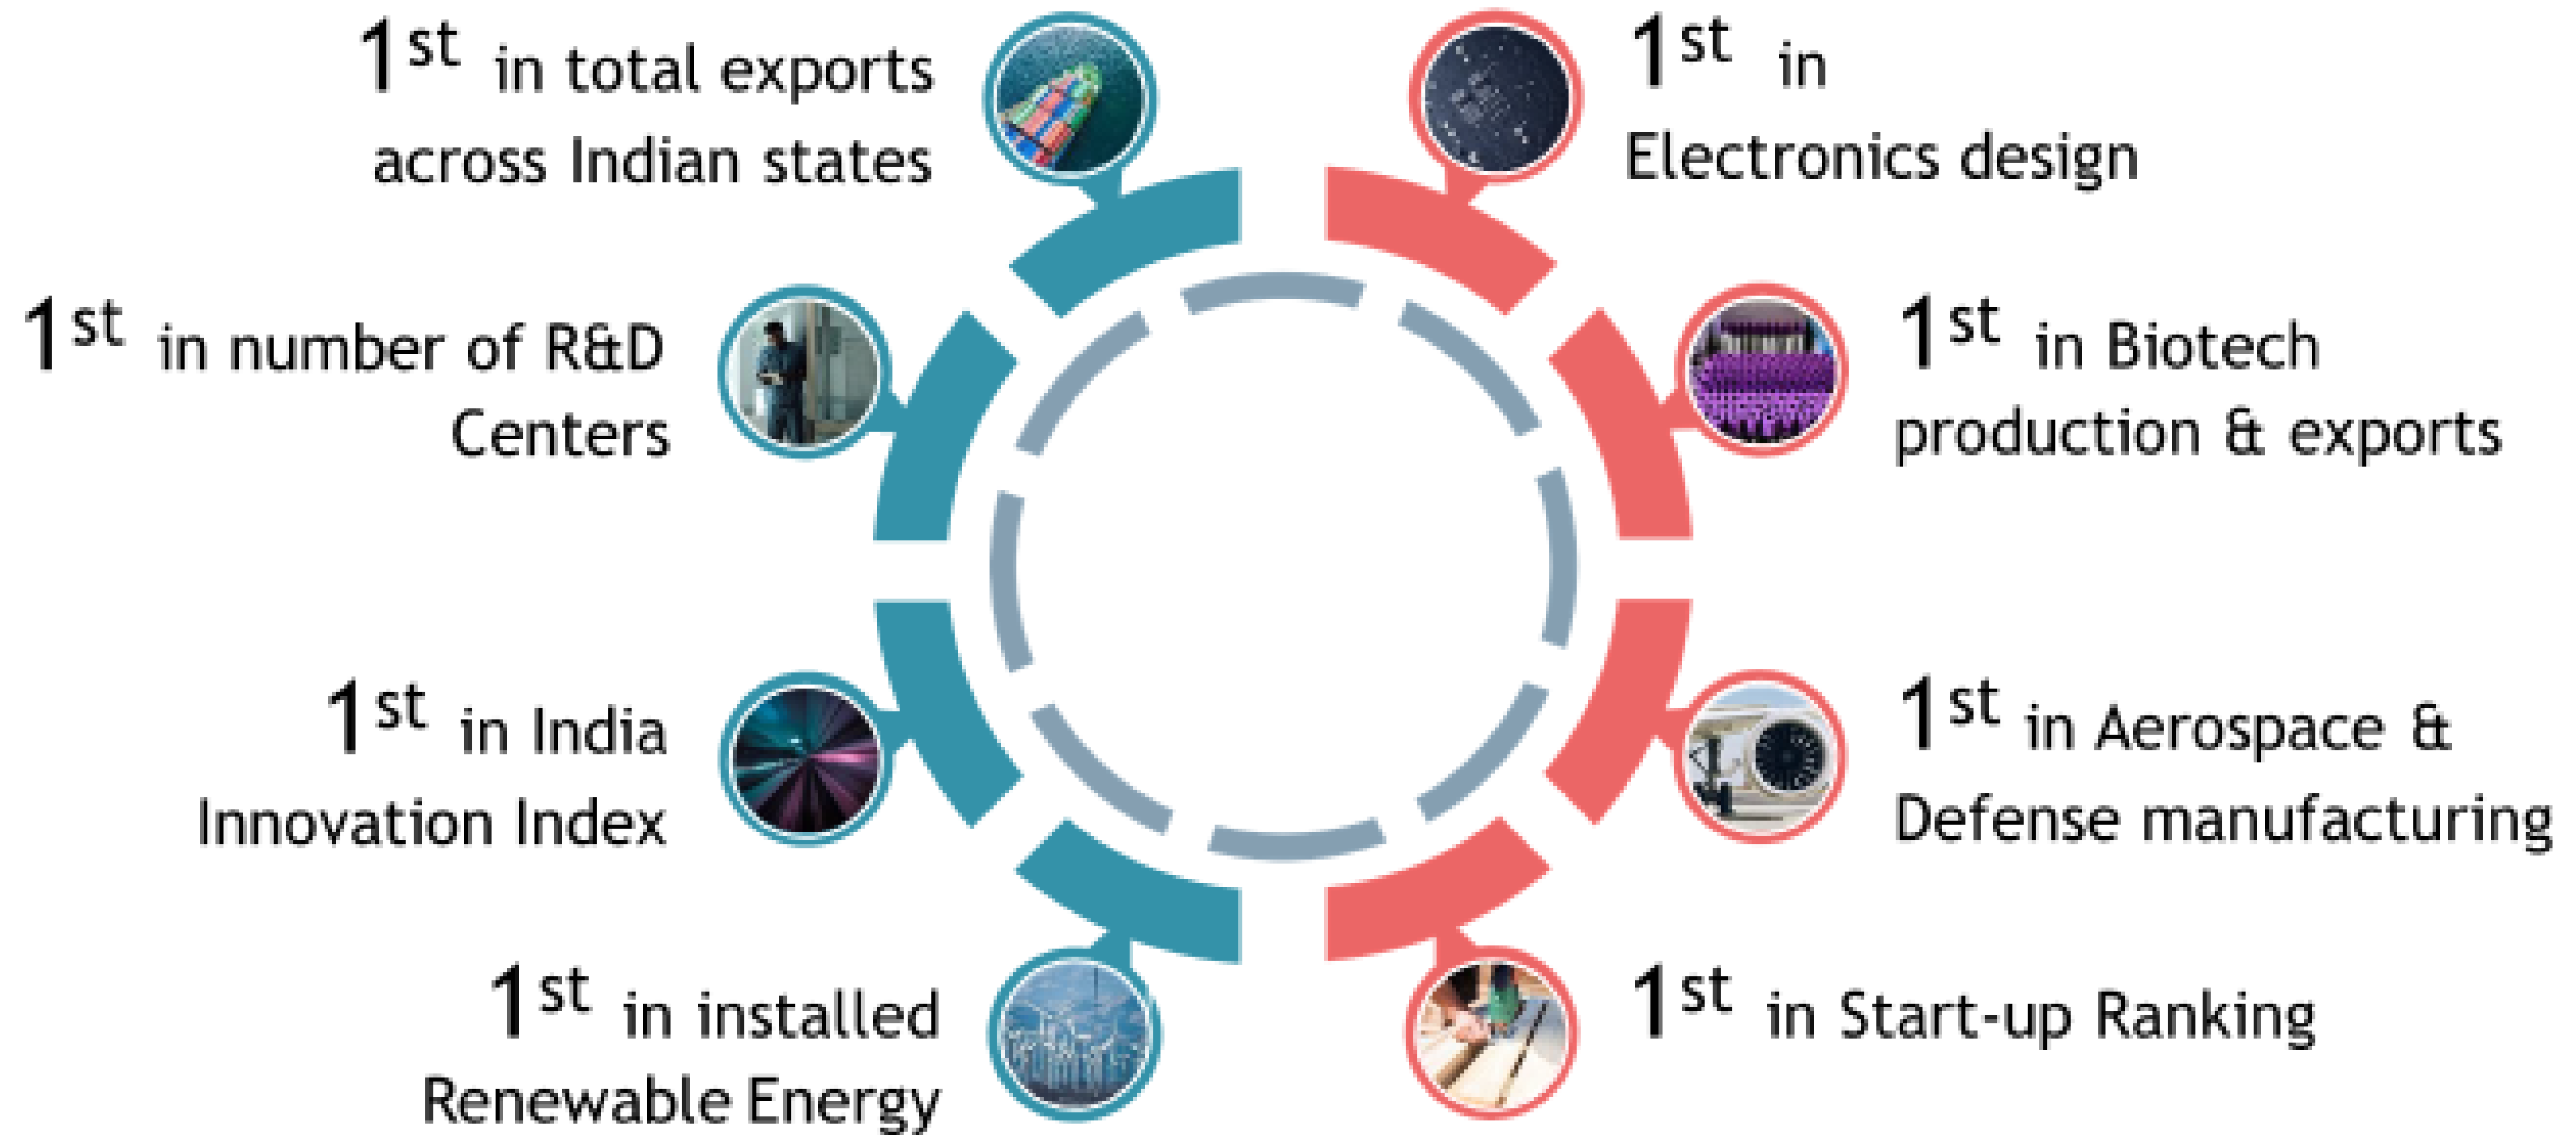 1st in total exports
across Indian states
1st in number of R&D
Centers
1st in India
Innovation Index
1st in installed
Renewable Energy
1st in
Electronics design
1st in Biotech
production & exports
1st in Aerospace &
Defense manufacturing
1st in Start-up Ranking